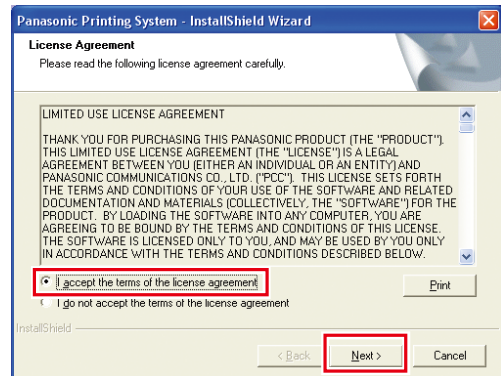 Panasonic Printing System - InstallShield Wizard
License Agreement
Please read the following license agreement carefully.
LIMITED USE LICENSE AGREEMENT
THANK YOU FOR PURCHASING THIS PANASONIC PRODUCT (THE "PRODUCT").
THIS LIMITED USE LICENSE AGREEMENT (THE "LICENSE") IS A LEGAL
AGREEMENT BETWEEN YOU (EITHER AN INDIVIDUAL OR AN ENTITY) AND
PANASONIC COMMUNICATIONS CO., LTD. ("PCC"). THIS LICENSE SETS FORTH
THE TERMS AND CONDITIONS OF YOUR USE OF THE SOFTWARE AND RELATED
DOCUMENTATION AND MATERIALS (COLLECTIVELY, THE "SOFTWARE") FOR THE
PRODUCT. BY LOADING THE SOFTWARE INTO ANY COMPUTER, YOU ARE
AGREEING TO BE BOUND BY THE TERMS AND CONDITIONS OF THIS LICENSE.
THE SOFTWARE IS LICENSED ONLY TO YOU, AND MAY BE USED BY YOU ONLY
IN ACCORDANCE WITH THE TERMS AND CONDITIONS DESCRIBED BELOW.
I accept the terms of the license agreement
Print
I do not accept the terms of the license agreement
InstallShield
< Back
Next >
Cancel